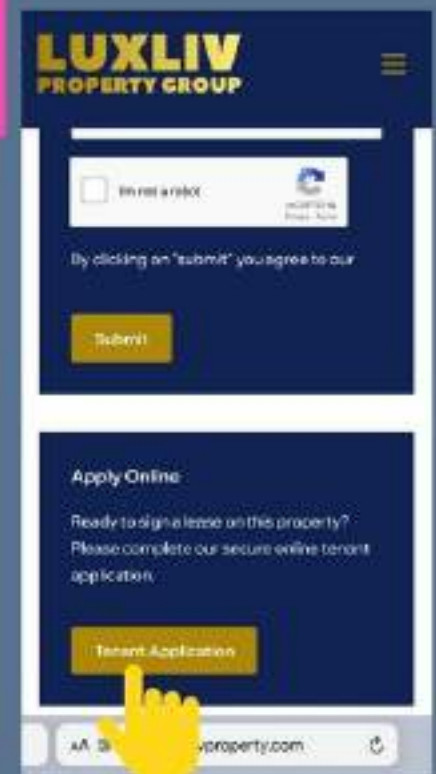 LUXLIV
PROPERTY GROUP
I'm not a robot
By clicking on "submit" you agree to our
Submit
Apply Online
Ready to sign a lease on this property?
Please complete our secure online tenant
application.
Tenant Application
AA
property.com